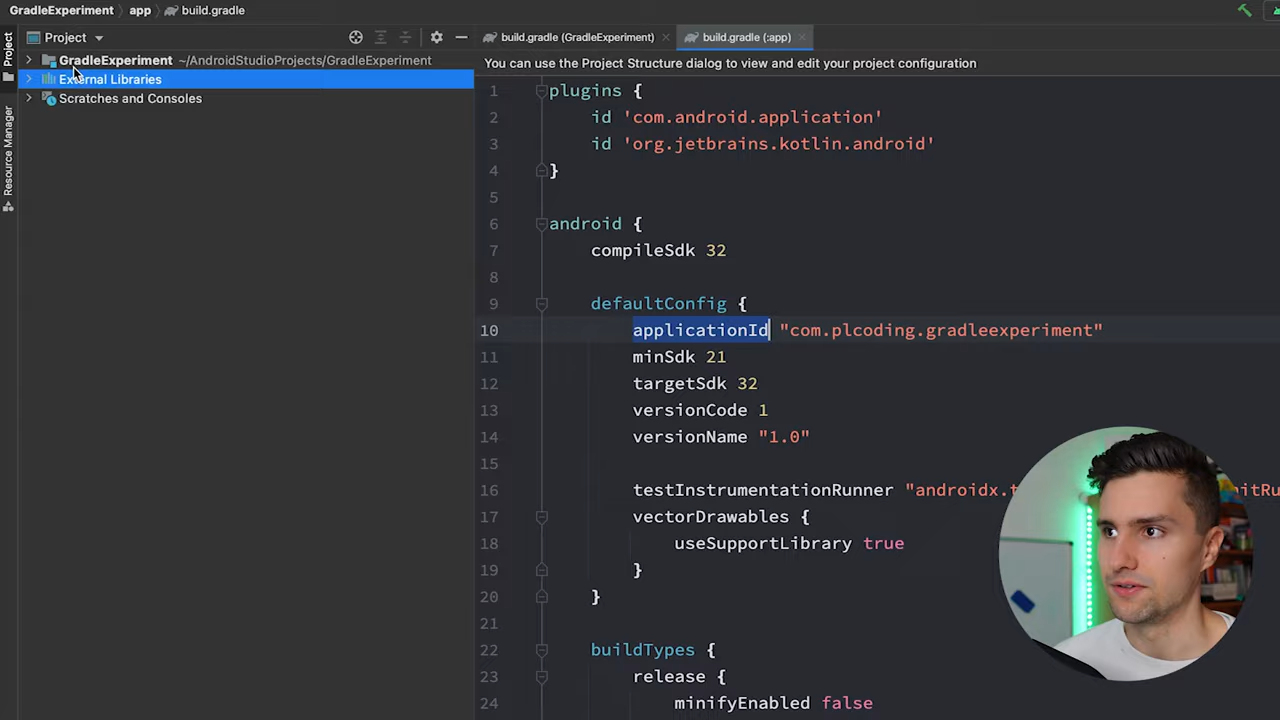 GradleExperiment app build.gradle
Project
build.gradle (GradleExperiment) build.gradle (:app)
GradleExperiment ~/AndroidStudioProjects/GradleExperiment
External Libraries
Scratches and Consoles
Project
Resource Manager
You can use the Project Structure dialog to view and edit your project configuration
1 plugins {
2 id 'com.android.application'
3 id 'org.jetbrains.kotlin.android'
4 }
5
6 android {
7 compileSdk 32
8
9 defaultConfig {
10 applicationId "com.plcoding.gradleexperiment"
11 minSdk 21
12 targetSdk 32
13 versionCode 1
14 versionName "1.0"
15
16 testInstrumentationRunner "androidx.
17 vectorDrawables {
18 useSupportLibrary true
19 }
20 }
21
22 buildTypes {
23 release {
24 minifyEnabled false